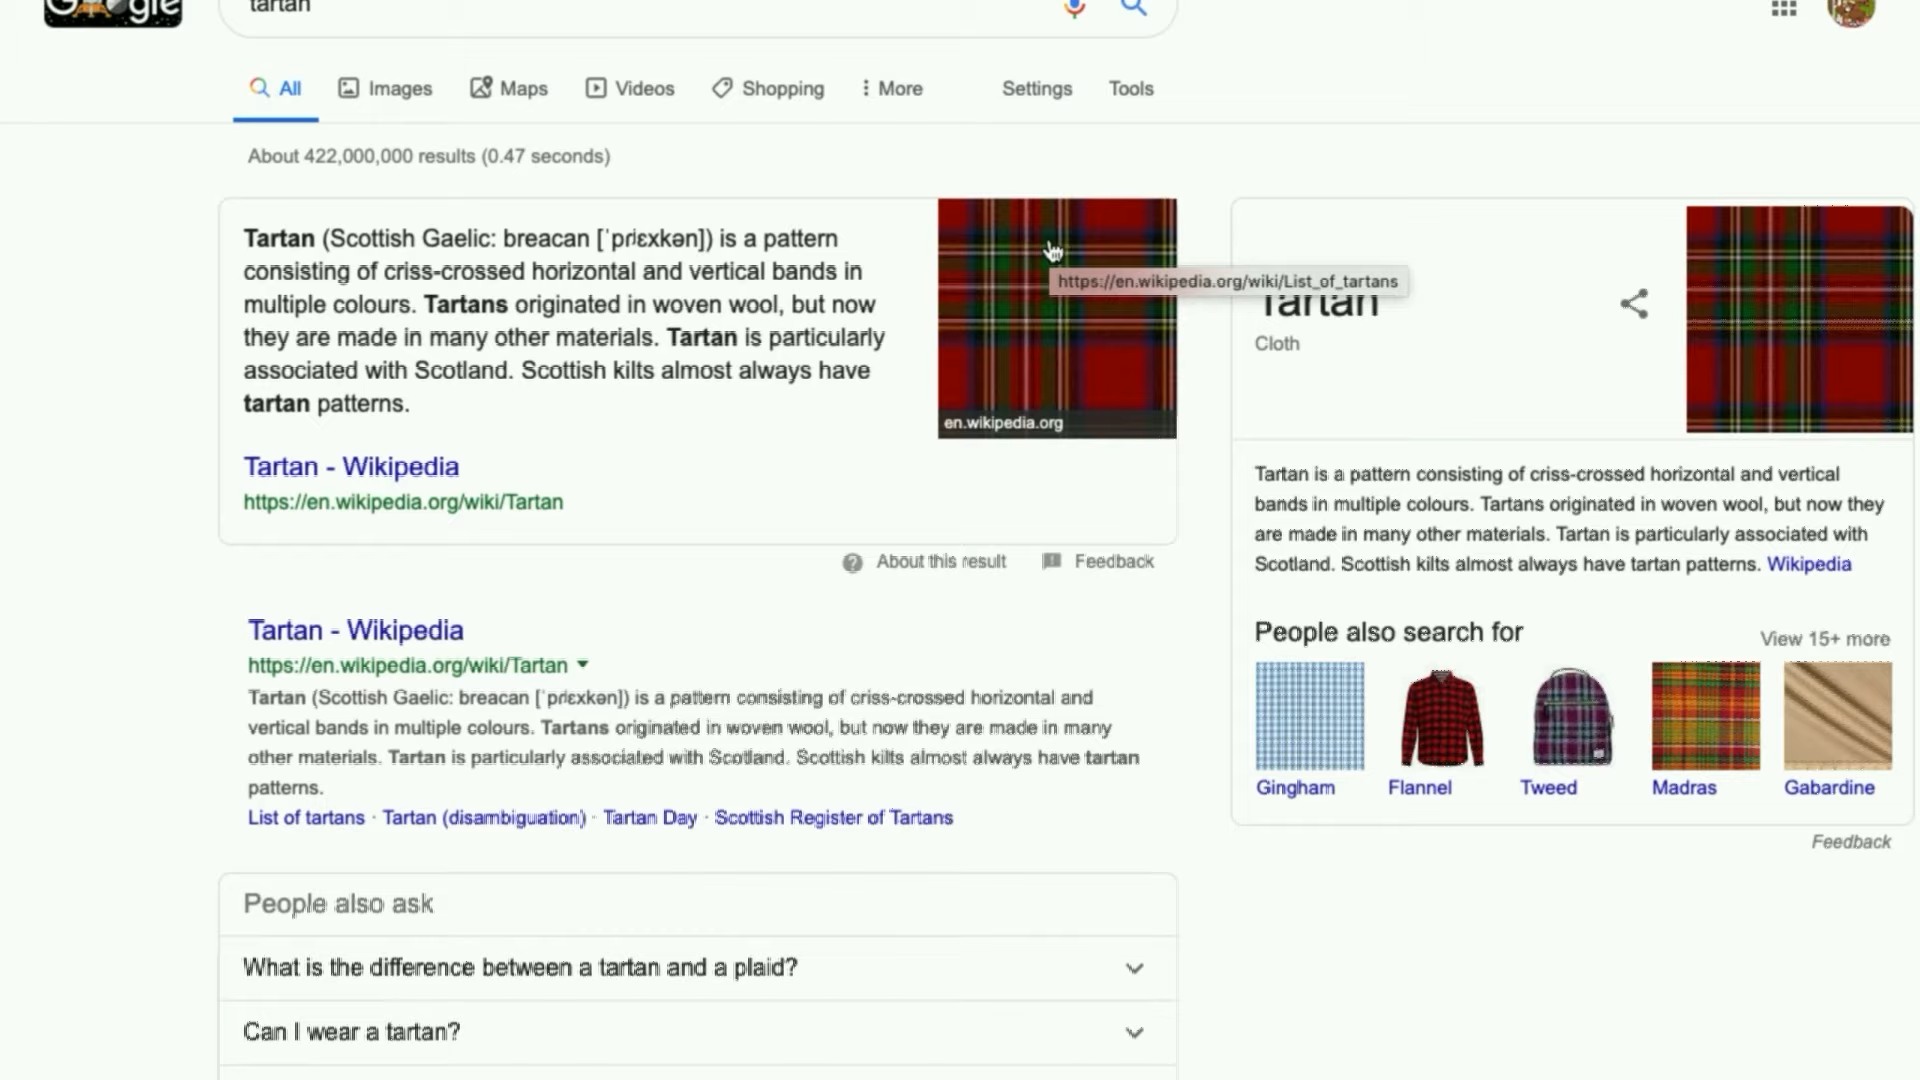 Google
tartan
All
Images
Maps
Videos
Shopping
More
Settings
Tools
About 422,000,000 results (0.47 seconds)
Tartan (Scottish Gaelic: breacan [ˈpɾʲɛxkən]) is a pattern
consisting of criss-crossed horizontal and vertical bands in
multiple colours. Tartans originated in woven wool, but now
they are made in many other materials. Tartan is particularly
associated with Scotland. Scottish kilts almost always have
tartan patterns.
en.wikipedia.org
Tartan - Wikipedia
https://en.wikipedia.org/wiki/Tartan
About this result
Feedback
Tartan - Wikipedia
https://en.wikipedia.org/wiki/Tartan
Tartan (Scottish Gaelic: breacan [ˈpɾʲɛxkən]) is a pattern consisting of criss-crossed horizontal and
vertical bands in multiple colours. Tartans originated in woven wool, but now they are made in many
other materials. Tartan is particularly associated with Scotland. Scottish kilts almost always have tartan
patterns.
List of tartans · Tartan (disambiguation) · Tartan Day · Scottish Register of Tartans
People also ask
What is the difference between a tartan and a plaid?
Can I wear a tartan?
https://en.wikipedia.org/wiki/List_of_tartans
Tartan
Cloth
Tartan is a pattern consisting of criss-crossed horizontal and vertical
bands in multiple colours. Tartans originated in woven wool, but now they
are made in many other materials. Tartan is particularly associated with
Scotland. Scottish kilts almost always have tartan patterns. Wikipedia
People also search for
View 15+ more
Gingham
Flannel
Tweed
Madras
Gabardine
Feedback